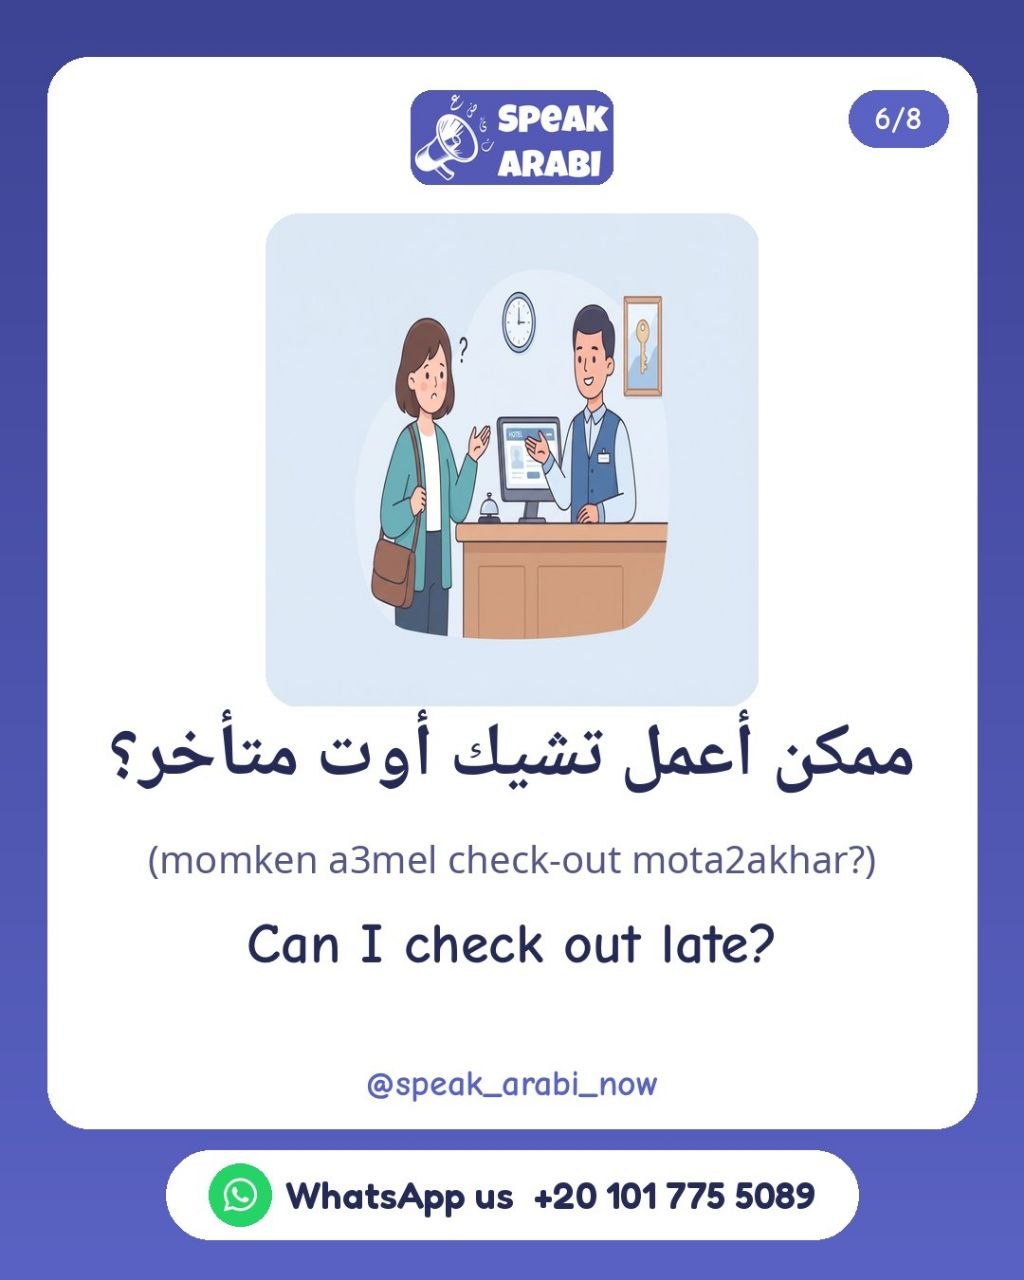 SPEAK
ARABI
6/8
?
HOTEL
ممكن أعمل تشيك أوت متأخر؟
(momken a3mel check-out mota2akhar?)
Can I check out late?
@speak_arabi_now
WhatsApp us +20 101 775 5089